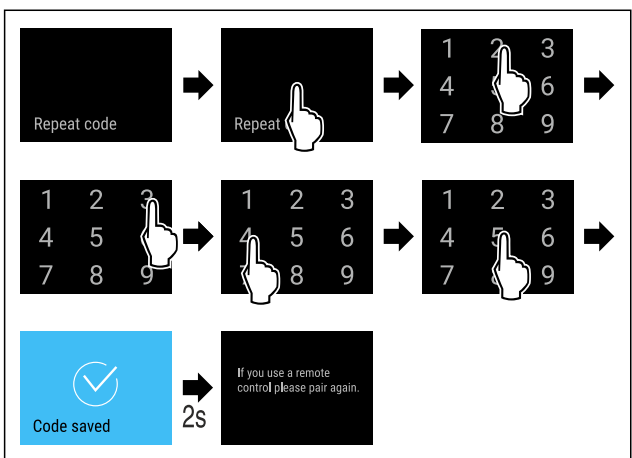 Repeat code
Repeat
1 2 3
4 6
7 8 9
1 2 3
4 5
7 8 9
1 2 3
4 5 6
8 9
1 2 3
4 5 6
7 9
Code saved
2s
If you use a remote
control please pair again.